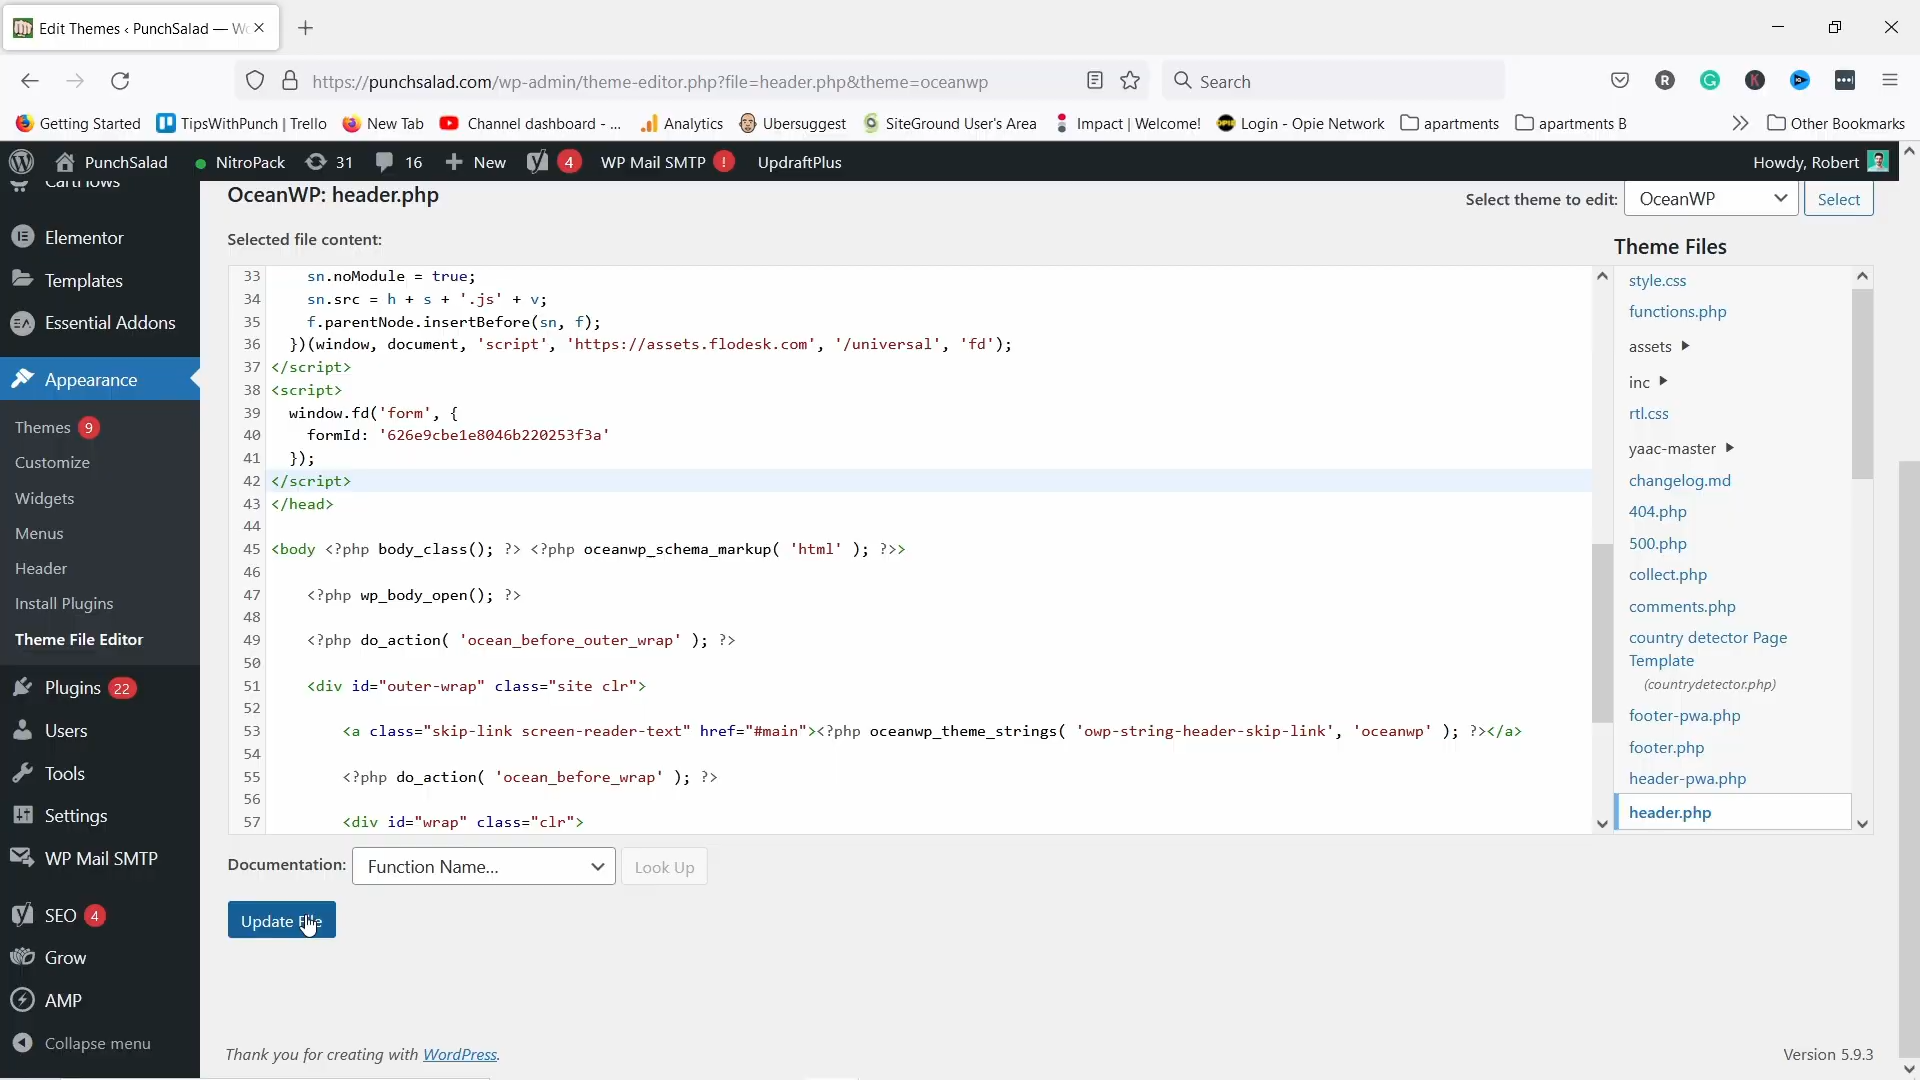 Edit Themes ‹ PunchSalad — Wo
https://punchsalad.com/wp-admin/theme-editor.php?file=header.php&theme=oceanwp
Search
R
G
K
Getting Started
TipsWithPunch | Trello
New Tab
Channel dashboard - ...
Analytics
Ubersuggest
SiteGround User's Area
Impact | Welcome!
Login - Opie Network
apartments
apartments B
Other Bookmarks
PunchSalad
NitroPack
31
16
New
4
WP Mail SMTP !
UpdraftPlus
Howdy, Robert
CartFlows
Elementor
Templates
Essential Addons
Appearance
Themes 9
Customize
Widgets
Menus
Header
Install Plugins
Theme File Editor
Plugins 22
Users
Tools
Settings
WP Mail SMTP
SEO 4
Grow
AMP
Collapse menu
OceanWP: header.php
Select theme to edit: OceanWP Select
Selected file content:
33 sn.noModule = true;
34 sn.src = h + s + '.js' + v;
35 f.parentNode.insertBefore(sn, f);
36 })(window, document, 'script', 'https://assets.flodesk.com', '/universal', 'fd');
37 </script>
38 <script>
39 window.fd('form', {
40 formId: '626e9cbe1e8046b220253f3a'
41 });
42 </script>
43 </head>
44
45 <body <?php body_class(); ?> <?php oceanwp_schema_markup( 'html' ); ?>>
46
47 <?php wp_body_open(); ?>
48
49 <?php do_action( 'ocean_before_outer_wrap' ); ?>
50
51 <div id="outer-wrap" class="site clr">
52
53 <a class="skip-link screen-reader-text" href="#main"><?php oceanwp_theme_strings( 'owp-string-header-skip-link', 'oceanwp' ); ?></a>
54
55 <?php do_action( 'ocean_before_wrap' ); ?>
56
57 <div id="wrap" class="clr">
Theme Files
style.css
functions.php
assets
inc
rtl.css
yaac-master
changelog.md
404.php
500.php
collect.php
comments.php
country detector Page
Template
(countrydetector.php)
footer-pwa.php
footer.php
header-pwa.php
header.php
Documentation: Function Name... Look Up
Update File
Thank you for creating with WordPress.
Version 5.9.3